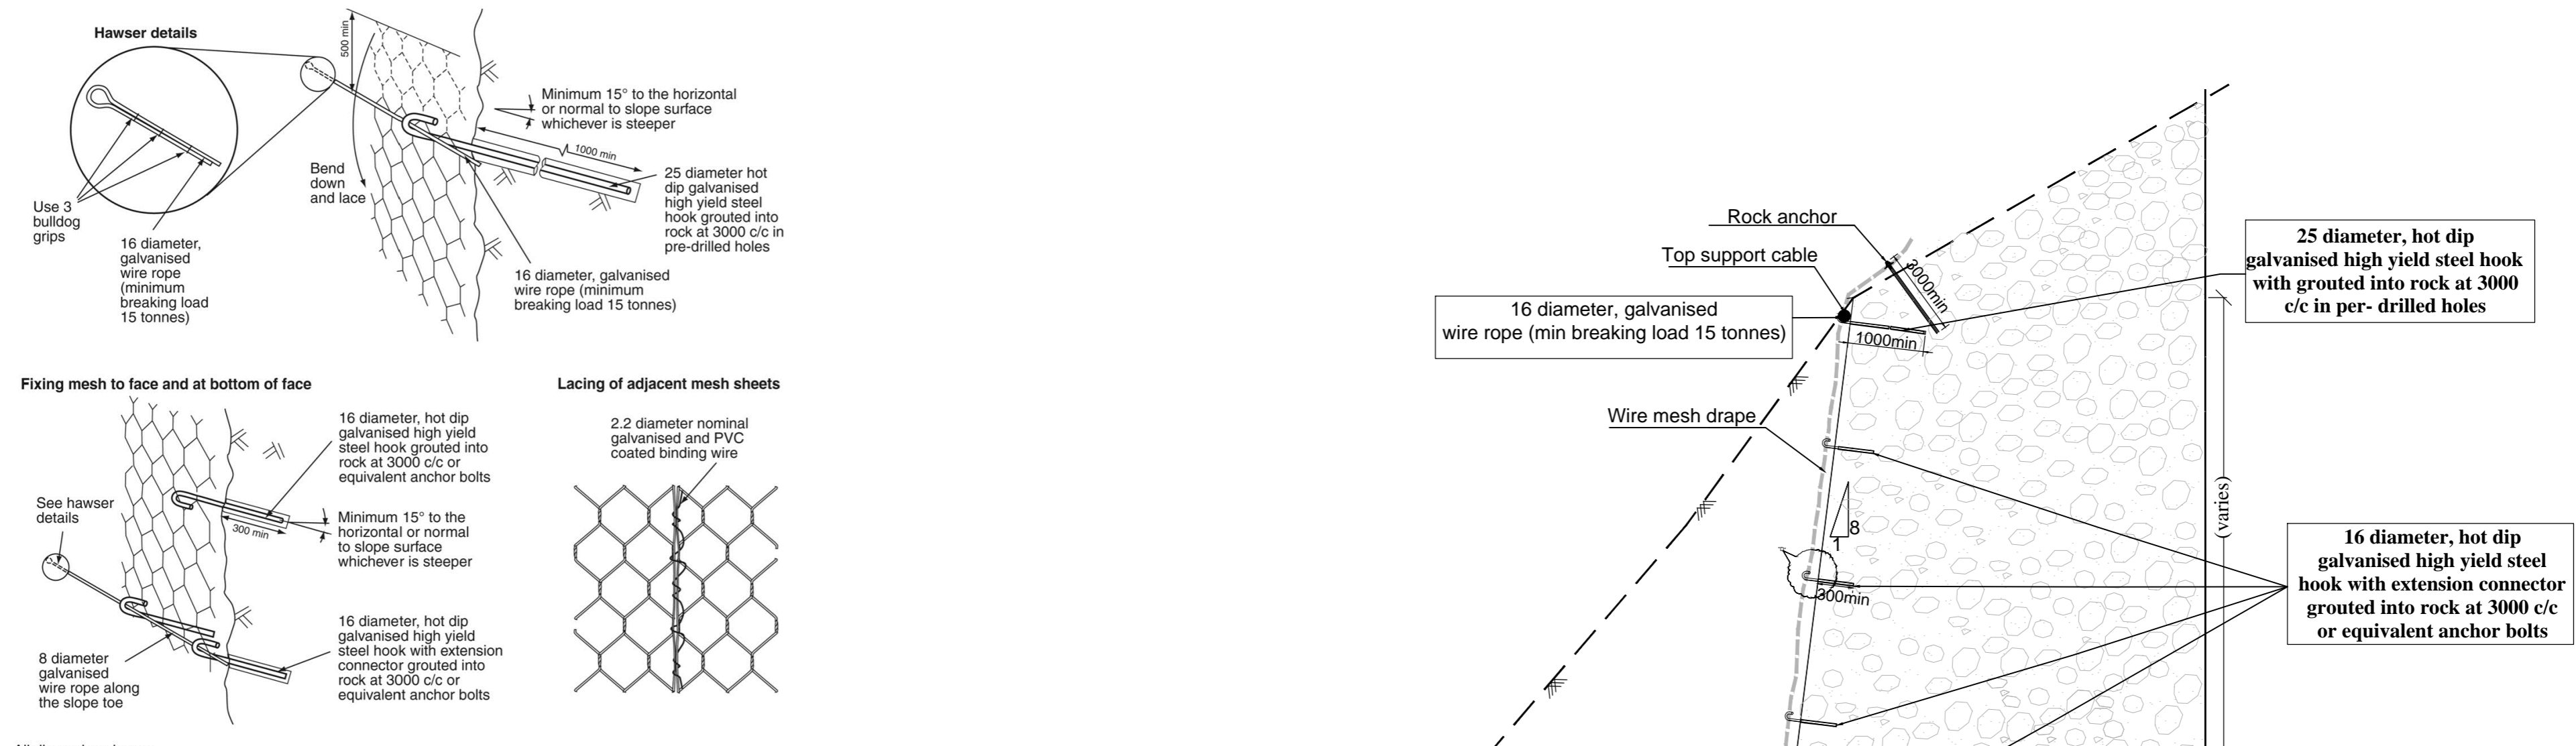 Hawser details
500 min
Minimum 15° to the horizontal
or normal to slope surface
whichever is steeper
1000 min
Bend
down
and lace
25 diameter hot
dip galvanised
high yield steel
hook grouted into
rock at 3000 c/c in
pre-drilled holes
Use 3
bulldog
grips
16 diameter,
galvanised
wire rope
(minimum
breaking load
15 tonnes)
16 diameter, galvanised
wire rope (minimum
breaking load 15 tonnes)
Fixing mesh to face and at bottom of face
16 diameter, hot dip
galvanised high yield
steel hook grouted into
rock at 3000 c/c or
equivalent anchor bolts
See hawser
details
300 min
Minimum 15° to the
horizontal or normal
to slope surface
whichever is steeper
8 diameter
galvanised
wire rope along
the slope toe
16 diameter, hot dip
galvanised high yield
steel hook with extension
connector grouted into
rock at 3000 c/c or
equivalent anchor bolts
Lacing of adjacent mesh sheets
2.2 diameter nominal
galvanised and PVC
coated binding wire
Rock anchor
Top support cable
16 diameter, galvanised
wire rope (min breaking load 15 tonnes)
3000min
1000min
25 diameter, hot dip
galvanised high yield steel hook
with grouted into rock at 3000
c/c in per- drilled holes
Wire mesh drape
8
1
300min
(varies)
16 diameter, hot dip
galvanised high yield steel
hook with extension connector
grouted into rock at 3000 c/c
or equivalent anchor bolts